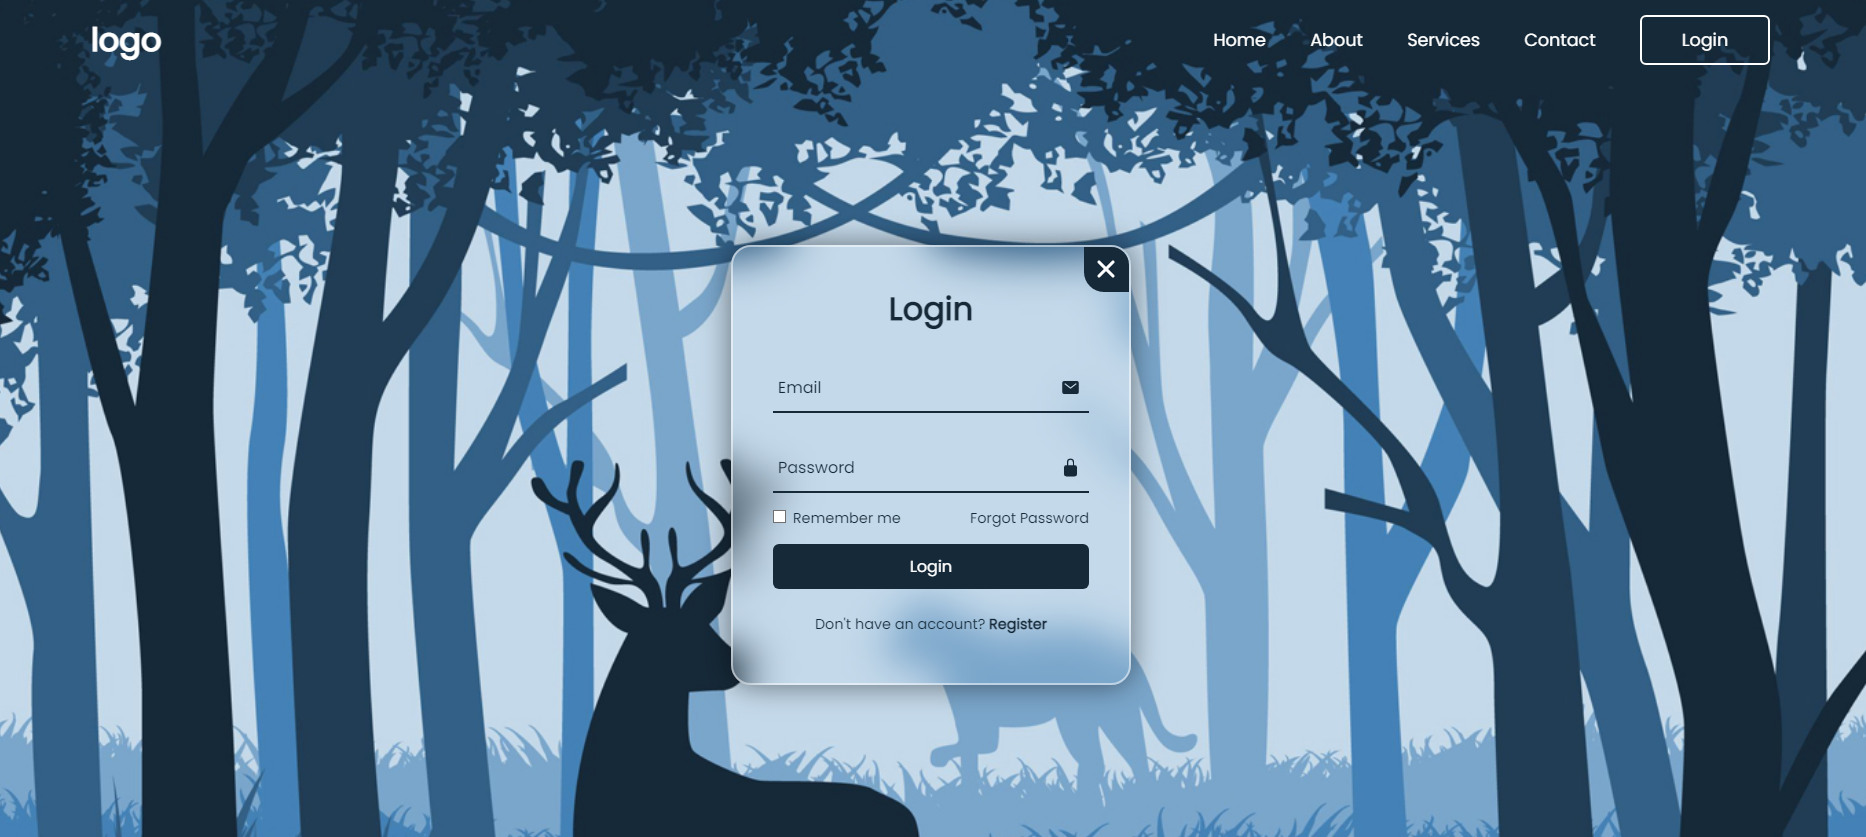 logo
Home About Services Contact Login
Login
Email
Password
Remember me Forgot Password
Login
Don't have an account? Register